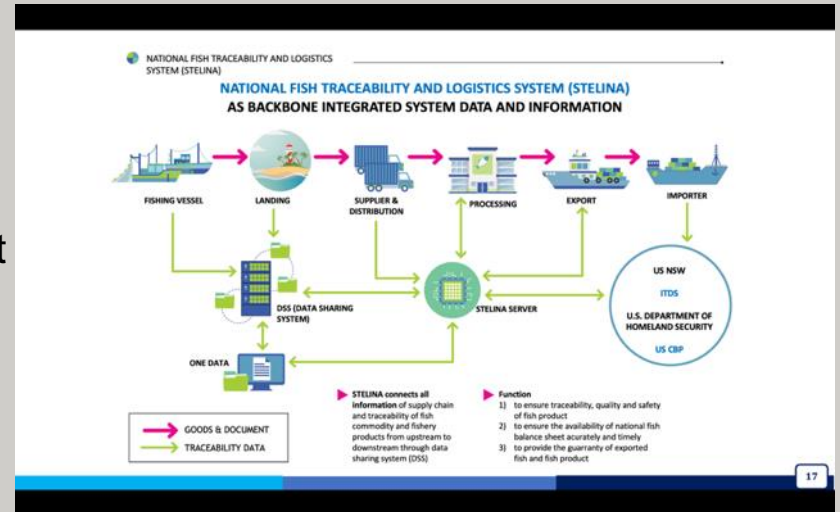 NATIONAL FISH TRACEABILITY AND LOGISTICS
SYSTEM (STELINA)
NATIONAL FISH TRACEABILITY AND LOGISTICS SYSTEM (STELINA)
AS BACKBONE INTEGRATED SYSTEM DATA AND INFORMATION
FISHING VESSEL
LANDING
SUPPLIER &
DISTRIBUTION
PROCESSING
EXPORT
IMPORTER
t
DSS (DATA SHARING
SYSTEM)
STELINA SERVER
US NSW
ITDS
U.S. DEPARTMENT OF
HOMELAND SECURITY
US CBP
ONE DATA
GOODS & DOCUMENT
TRACEABILITY DATA
STELINA connects all
information of supply chain
and traceability of fish
commodity and fishery
products from upstream to
downstream through data
sharing system (DSS)
Function
1) to ensure traceability, quality and safety
of fish product
2) to ensure the availability of national fish
balance sheet acurately and timely
3) to provide the guarranty of exported
fish and fish product
17